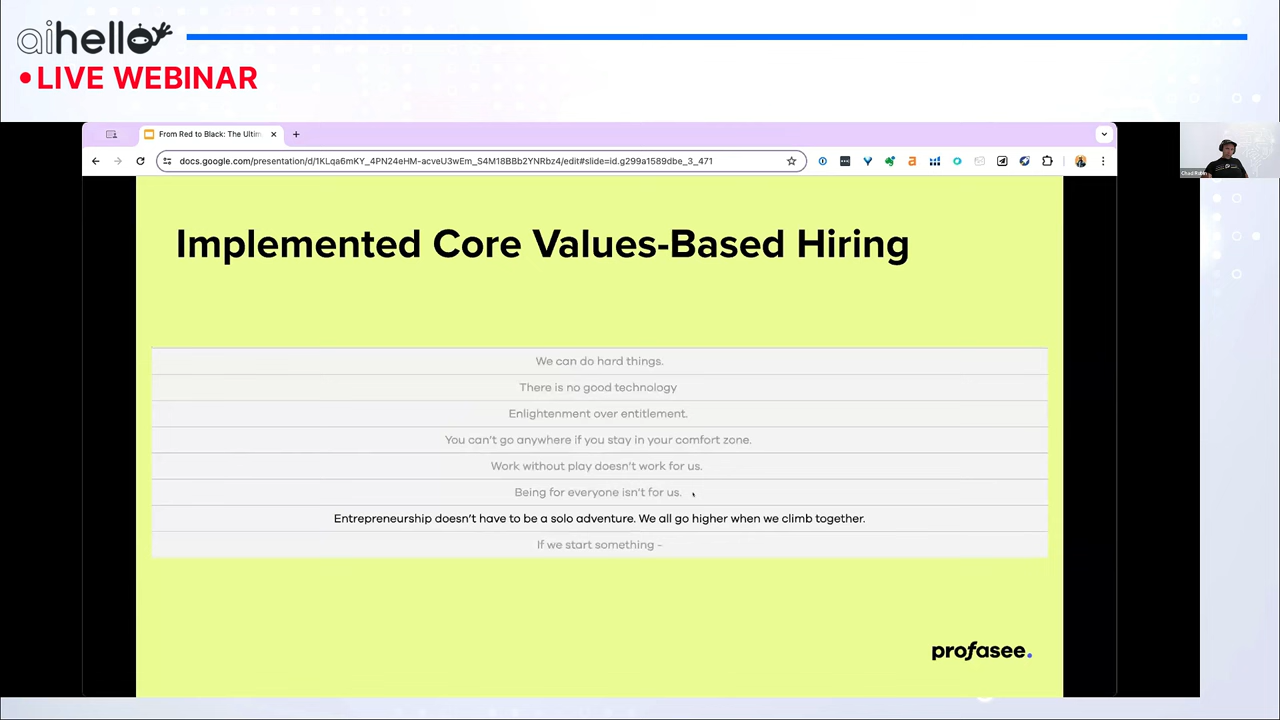 aihello
•LIVE WEBINAR
From Red to Black: The Ultim
docs.google.com/presentation/d/1KLqa6mKY_4PN24eHM-acveU3wEm_S4M18BBb2YNRbz4/edit#slide=id.g299a1589dbe_3_471
Chad Rubin
Implemented Core Values-Based Hiring
We can do hard things.
There is no good technology
Enlightenment over entitlement.
You can't go anywhere if you stay in your comfort zone.
Work without play doesn't work for us.
Being for everyone isn't for us.
Entrepreneurship doesn't have to be a solo adventure. We all go higher when we climb together.
If we start something -
profasee.